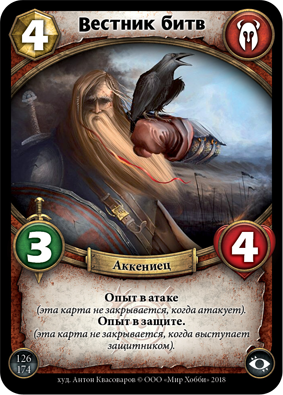 4
Вестник битв
3
4
Аккениец
Опыт в атаке
(эта карта не закрывается, когда атакует).
Опыт в защите.
(эта карта не закрывается, когда выступает
защитником).
126
174
худ. Антон Квасоваров © ООО «Мир Хобби» 2018